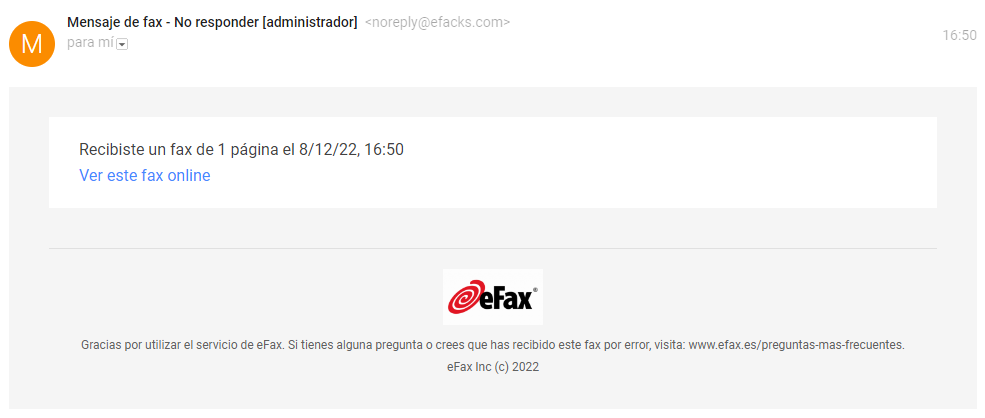 M
Mensaje de fax - No responder [administrador] <noreply@efacks.com>
para mí
16:50
Recibiste un fax de 1 página el 8/12/22, 16:50
Ver este fax online
eFax®
Gracias por utilizar el servicio de eFax. Si tienes alguna pregunta o crees que has recibido este fax por error, visita: www.efax.es/preguntas-mas-frecuentes.
eFax Inc (c) 2022